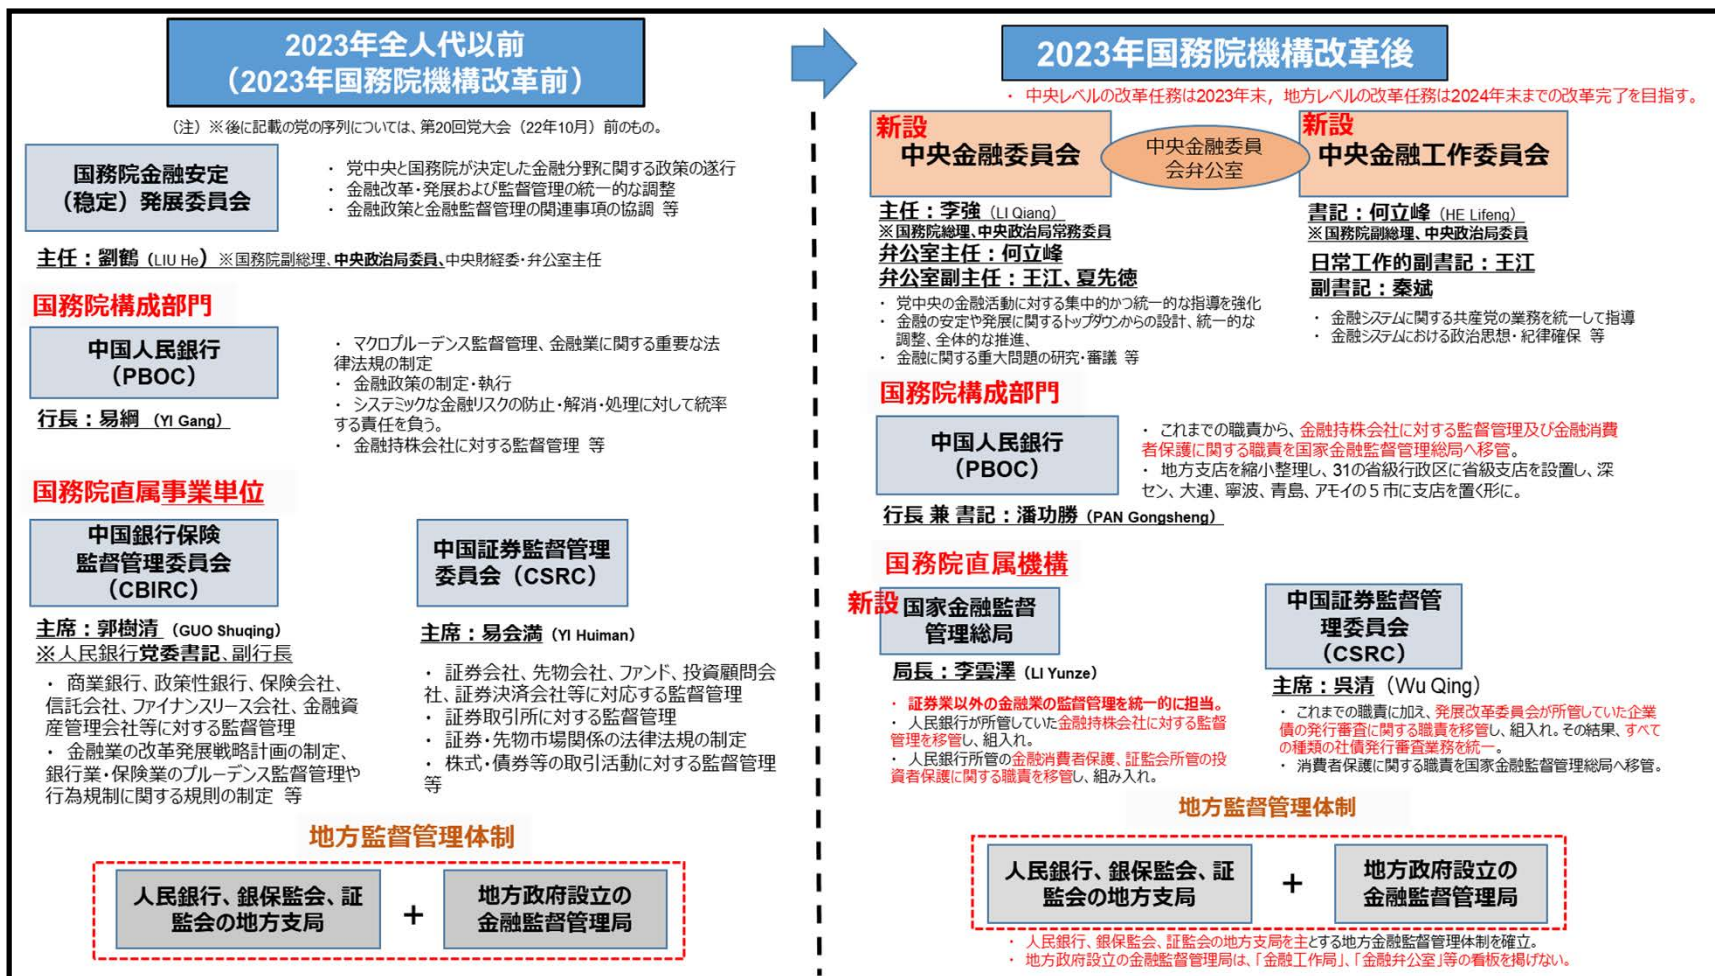 2023年全人代以前
（2023年国務院機構改革前）
（注）※後に記載の党の序列については、第20回党大会（22年10月）前のもの。
国務院金融安定
（稳定）発展委員会
・ 党中央と国務院が決定した金融分野に関する政策の遂行
・ 金融改革・発展および監督管理の統一的な調整
・ 金融政策と金融監督管理の関連事項の協調 等
主任：劉鶴（LIU He）※国務院副総理、中央政治局委員、中央財経委・弁公室主任
国務院構成部門
中国人民銀行
（PBOC）
行長：易綱 （YI Gang）
・ マクロプルーデンス監督管理、金融業に関する重要な法
律法規の制定
・ 金融政策の制定・執行
・ システミックな金融リスクの防止・解消・処理に対して統率
する責任を負う。
・ 金融持株会社に対する監督管理 等
国務院直属事業単位
中国銀行保険
監督管理委員会
（CBIRC）
主席：郭樹清（GUO Shuqing）
※人民銀行党委書記、副行長
・ 商業銀行、政策性銀行、保険会社、
信託会社、ファイナンスリース会社、金融資
産管理会社等に対する監督管理
・ 金融業の改革発展戦略計画の制定、
銀行業・保険業のプルーデンス監督管理や
行為規制に関する規則の制定 等
中国証券監督管理
委員会（CSRC）
主席：易会満（YI Huiman）
・ 証券会社、先物会社、ファンド、投資顧問会
社、証券決済会社等に対応する監督管理
・ 証券取引所に対する監督管理
・ 証券・先物市場関係の法律法規の制定
・ 株式・債券等の取引活動に対する監督管理
等
地方監督管理体制
人民銀行、銀保監会、証
監会の地方支局
+
地方政府設立の
金融監督管理局
2023年国務院機構改革後
・ 中央レベルの改革任務は2023年末，地方レベルの改革任務は2024年末までの改革完了を目指す。
新設
中央金融委員会
中央金融委員
会弁公室
新設
中央金融工作委員会
主任：李強（LI Qiang）
※国務院総理、中央政治局常務委員
弁公室主任：何立峰
弁公室副主任：王江、夏先徳
・ 党中央の金融活動に対する集中的かつ統一的な指導を強化
・ 金融の安定や発展に関するトップダウンからの設計、統一的な
調整、全体的な推進、
・ 金融に関する重大問題の研究・審議 等
書記：何立峰（HE Lifeng）
※国務院副総理、中央政治局委員
日常工作的副書記：王江
副書記：秦斌
・ 金融システムに関する共産党の業務を統一して指導
・ 金融システムにおける政治思想・紀律確保 等
国務院構成部門
中国人民銀行
（PBOC）
・ これまでの職責から、金融持株会社に対する監督管理及び金融消費
者保護に関する職責を国家金融監督管理総局へ移管。
・ 地方支店を縮小整理し、31の省級行政区に省級支店を設置し、深
セン、大連、寧波、青島、アモイの５市に支店を置く形に。
行長 兼 書記：潘功勝（PAN Gongsheng）
国務院直属機構
新設
国家金融監督
管理総局
局長：李雲澤（LI Yunze）
・ 証券業以外の金融業の監督管理を統一的に担当。
・ 人民銀行が所管していた金融持株会社に対する監督
管理を移管し、組入れ。
・ 人民銀行所管の金融消費者保護、証監会所管の投
資者保護に関する職責を移管し、組み入れ。
中国証券監督管
理委員会
（CSRC）
主席：呉清（Wu Qing）
・ これまでの職責に加え、発展改革委員会が所管していた企業
債の発行審査に関する職責を移管し、組入れ。その結果、すべて
の種類の社債発行審査業務を統一。
・ 消費者保護に関する職責を国家金融監督管理総局へ移管。
地方監督管理体制
人民銀行、銀保監会、証
監会の地方支局
+
地方政府設立の
金融監督管理局
・ 人民銀行、銀保監会、証監会の地方支局を主とする地方金融監督管理体制を確立。
・ 地方政府設立の金融監督管理局は、「金融工作局」、「金融弁公室」等の看板を掲げない。